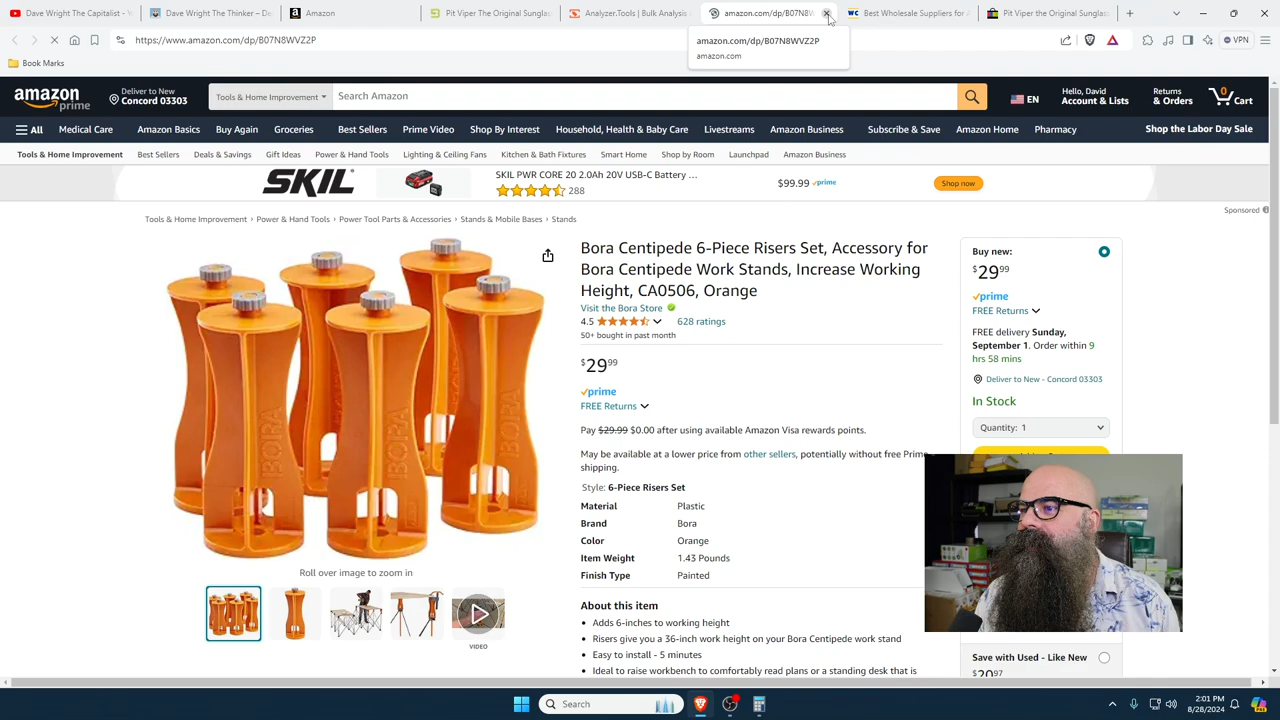 Dave Wright The Capitalist - Y
Dave Wright The Thinker – Dav
Amazon
Pit Viper The Original Sunglas
Analyzer.Tools | Bulk Analysis &
amazon.com/dp/B07N8W
Best Wholesale Suppliers for A
Pit Viper the Original Sunglass
https://www.amazon.com/dp/B07N8WVZ2P
VPN
amazon.com/dp/B07N8WVZ2P
amazon.com
Book Marks
amazon
prime
Deliver to New
Concord 03303
Tools & Home Improvement
Search Amazon
EN
Hello, David
Account & Lists
Returns
& Orders
0
Cart
All
Medical Care
Amazon Basics
Buy Again
Groceries
Best Sellers
Prime Video
Shop By Interest
Household, Health & Baby Care
Livestreams
Amazon Business
Subscribe & Save
Amazon Home
Pharmacy
Shop the Labor Day Sale
Tools & Home Improvement
Best Sellers
Deals & Savings
Gift Ideas
Power & Hand Tools
Lighting & Ceiling Fans
Kitchen & Bath Fixtures
Smart Home
Shop by Room
Launchpad
Amazon Business
SKIL
SKIL PWR CORE 20 2.0Ah 20V USB-C Battery ...
288
$99.99 prime
Shop now
Sponsored
Tools & Home Improvement › Power & Hand Tools › Power Tool Parts & Accessories › Stands & Mobile Bases › Stands
BORA
Roll over image to zoom in
VIDEO
Bora Centipede 6-Piece Risers Set, Accessory for
Bora Centipede Work Stands, Increase Working
Height, CA0506, Orange
Visit the Bora Store
4.5
628 ratings
50+ bought in past month
$29 99
prime
FREE Returns
Pay $29.99 $0.00 after using available Amazon Visa rewards points.
May be available at a lower price from other sellers, potentially without free Prime
shipping.
Style: 6-Piece Risers Set
Material Plastic
Brand Bora
Color Orange
Item Weight 1.43 Pounds
Finish Type Painted
About this item
• Adds 6-inches to working height
• Risers give you a 36-inch work height on your Bora Centipede work stand
• Easy to install - 5 minutes
• Ideal to raise workbench to comfortably read plans or a standing desk that is
Buy new:
$29 99
prime
FREE Returns
FREE delivery Sunday,
September 1. Order within 9
hrs 58 mins
Deliver to New - Concord 03303
In Stock
Quantity: 1
Save with Used - Like New
$20 97
Search
2:01 PM
8/28/2024